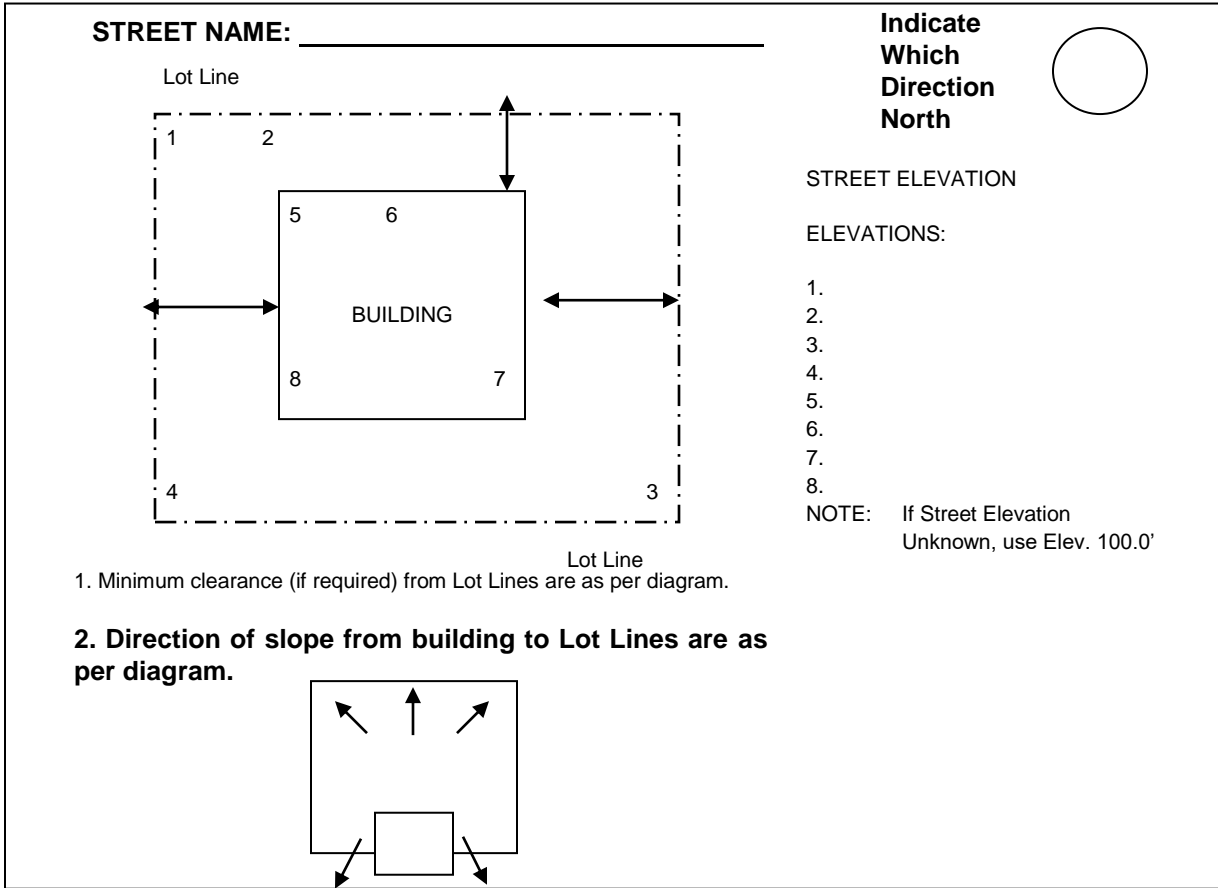 STREET NAME:
Indicate
Which
Direction
North
Lot Line
1 2
5 6
BUILDING
8 7
4 3
Lot Line
STREET ELEVATION
ELEVATIONS:
1.
2.
3.
4.
5.
6.
7.
8.
NOTE: If Street Elevation
Unknown, use Elev. 100.0’
1. Minimum clearance (if required) from Lot Lines are as per diagram.
2. Direction of slope from building to Lot Lines are as
per diagram.